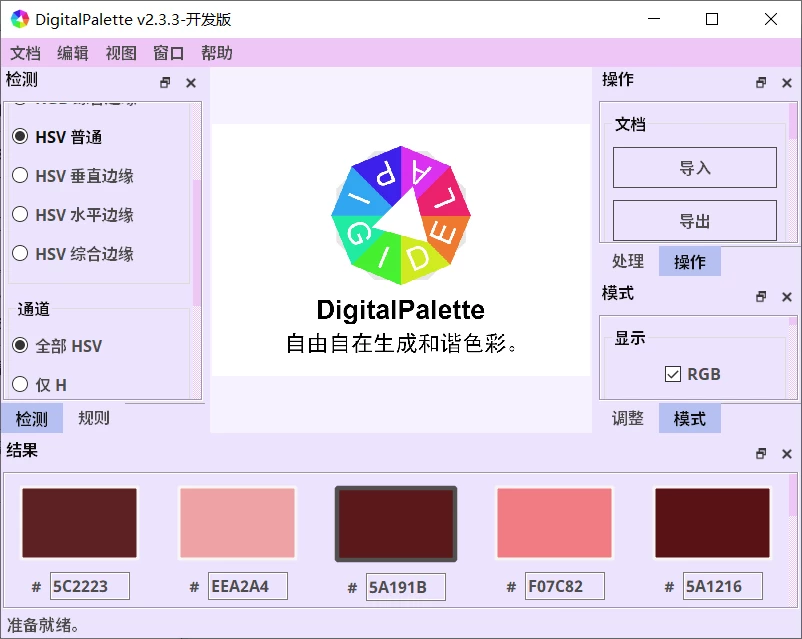 DigitalPalette v2.3.3-开发版
文档 编辑 视图 窗口 帮助
检测
HSV 普通
HSV 垂直边缘
HSV 水平边缘
HSV 综合边缘
通道
全部 HSV
仅 H
检测 规则
DIGI PALE
DigitalPalette
自由自在生成和谐色彩。
操作
文档
导入
导出
处理 操作
模式
显示
RGB
调整 模式
结果
# 5C2223 # EEA2A4 # 5A191B # F07C82 # 5A1216
准备就绪。